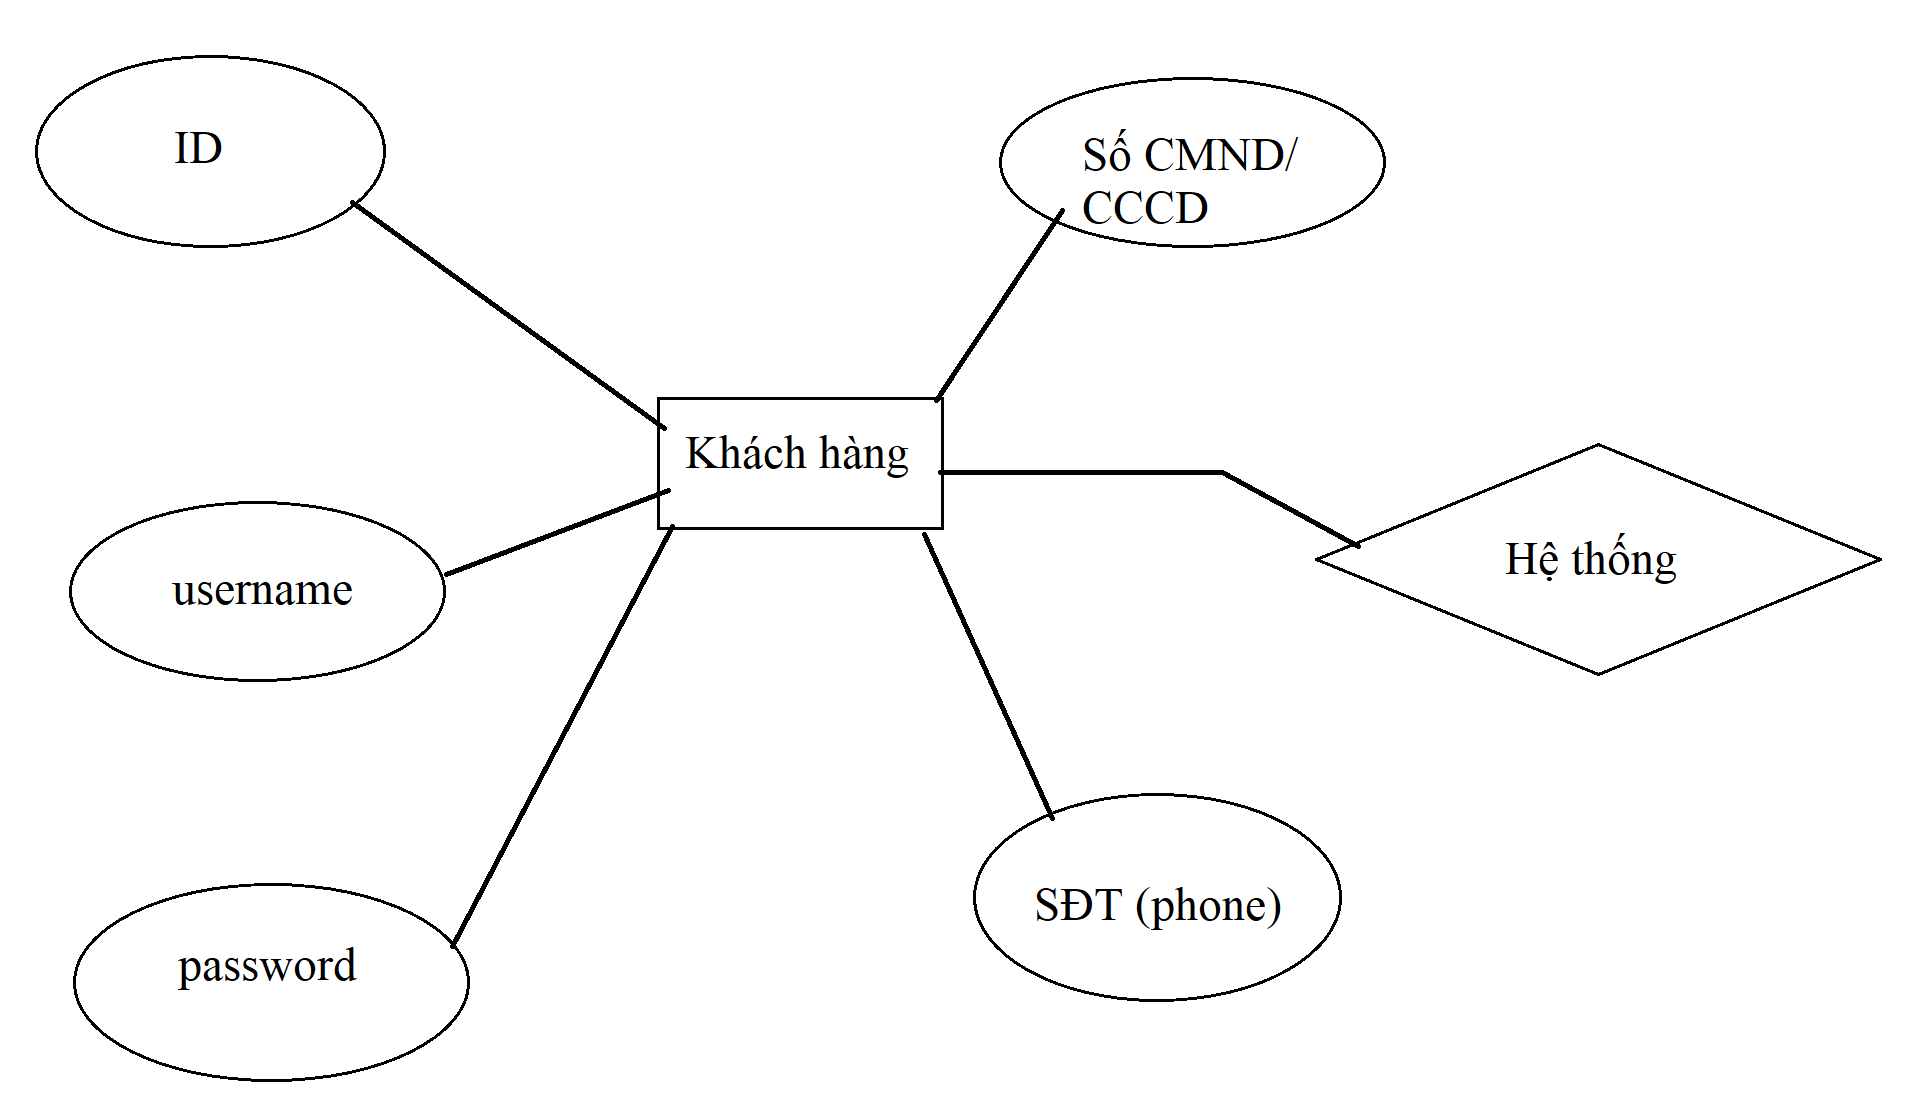 ID
Số CMND/
CCCD
Khách hàng
Hệ thống
username
SĐT (phone)
password